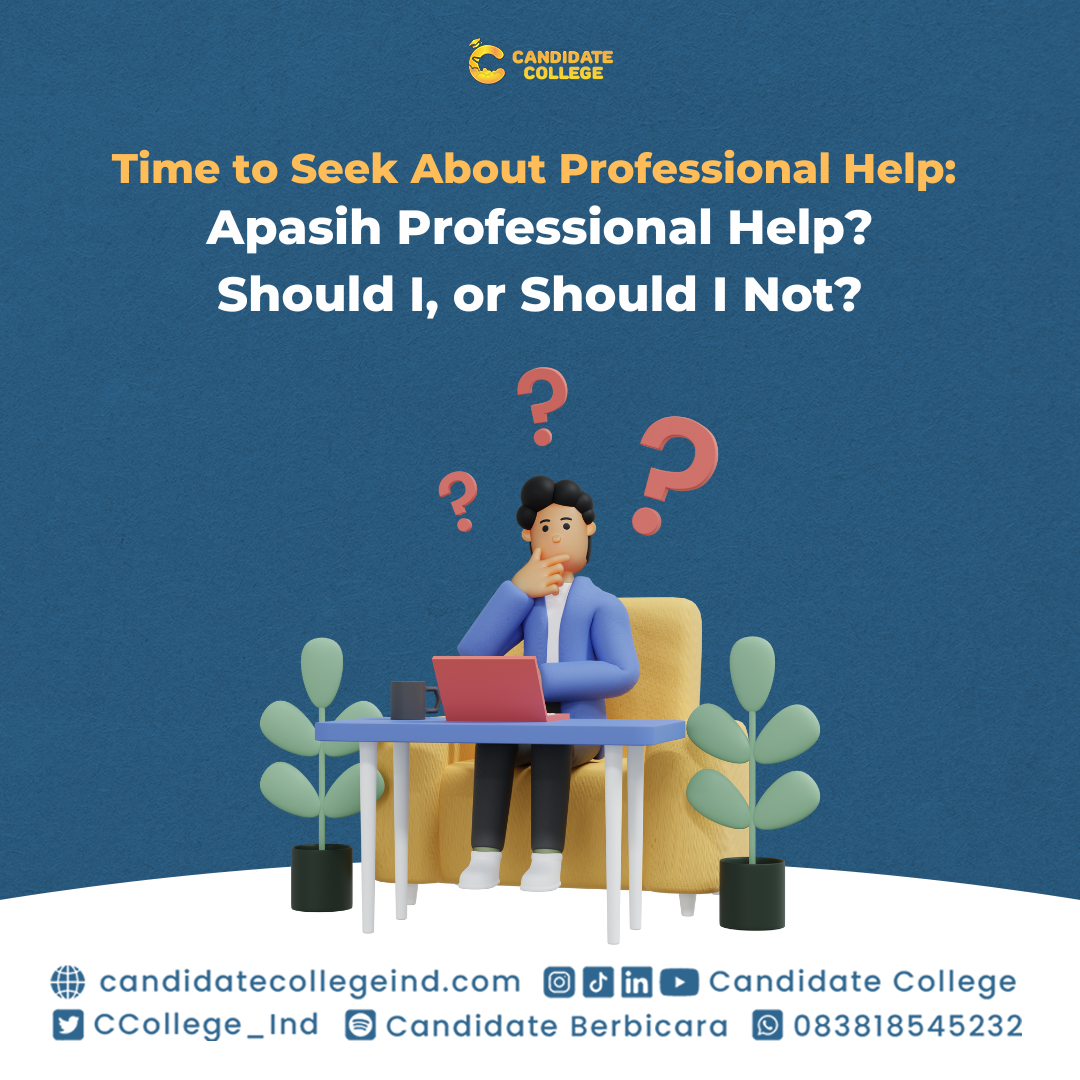 CANDIDATE
COLLEGE
Time to Seek About Professional Help:
Apasih Professional Help?
Should I, or Should I Not?
candidatecollegeind.com Candidate College
CCollege_Ind Candidate Berbicara 083818545232